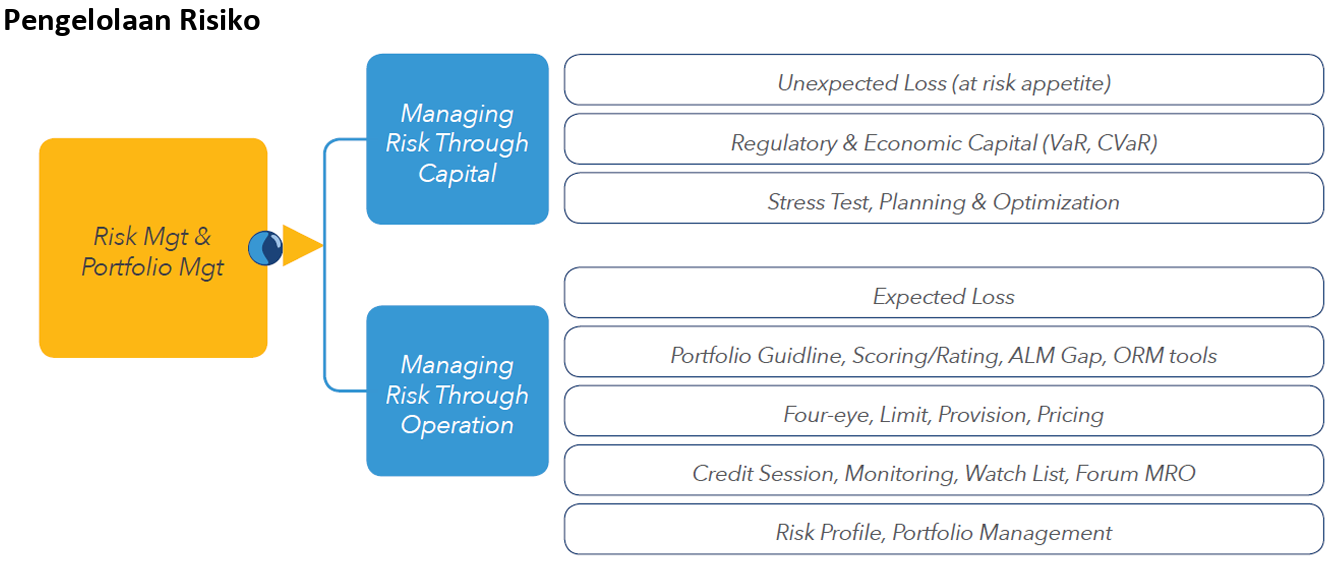 Pengelolaan Risiko
Risk Mgt &
Portfolio Mgt
Managing
Risk Through
Capital
Unexpected Loss (at risk appetite)
Regulatory & Economic Capital (VaR, CVaR)
Stress Test, Planning & Optimization
Managing
Risk Through
Operation
Expected Loss
Portfolio Guidline, Scoring/Rating, ALM Gap, ORM tools
Four-eye, Limit, Provision, Pricing
Credit Session, Monitoring, Watch List, Forum MRO
Risk Profile, Portfolio Management